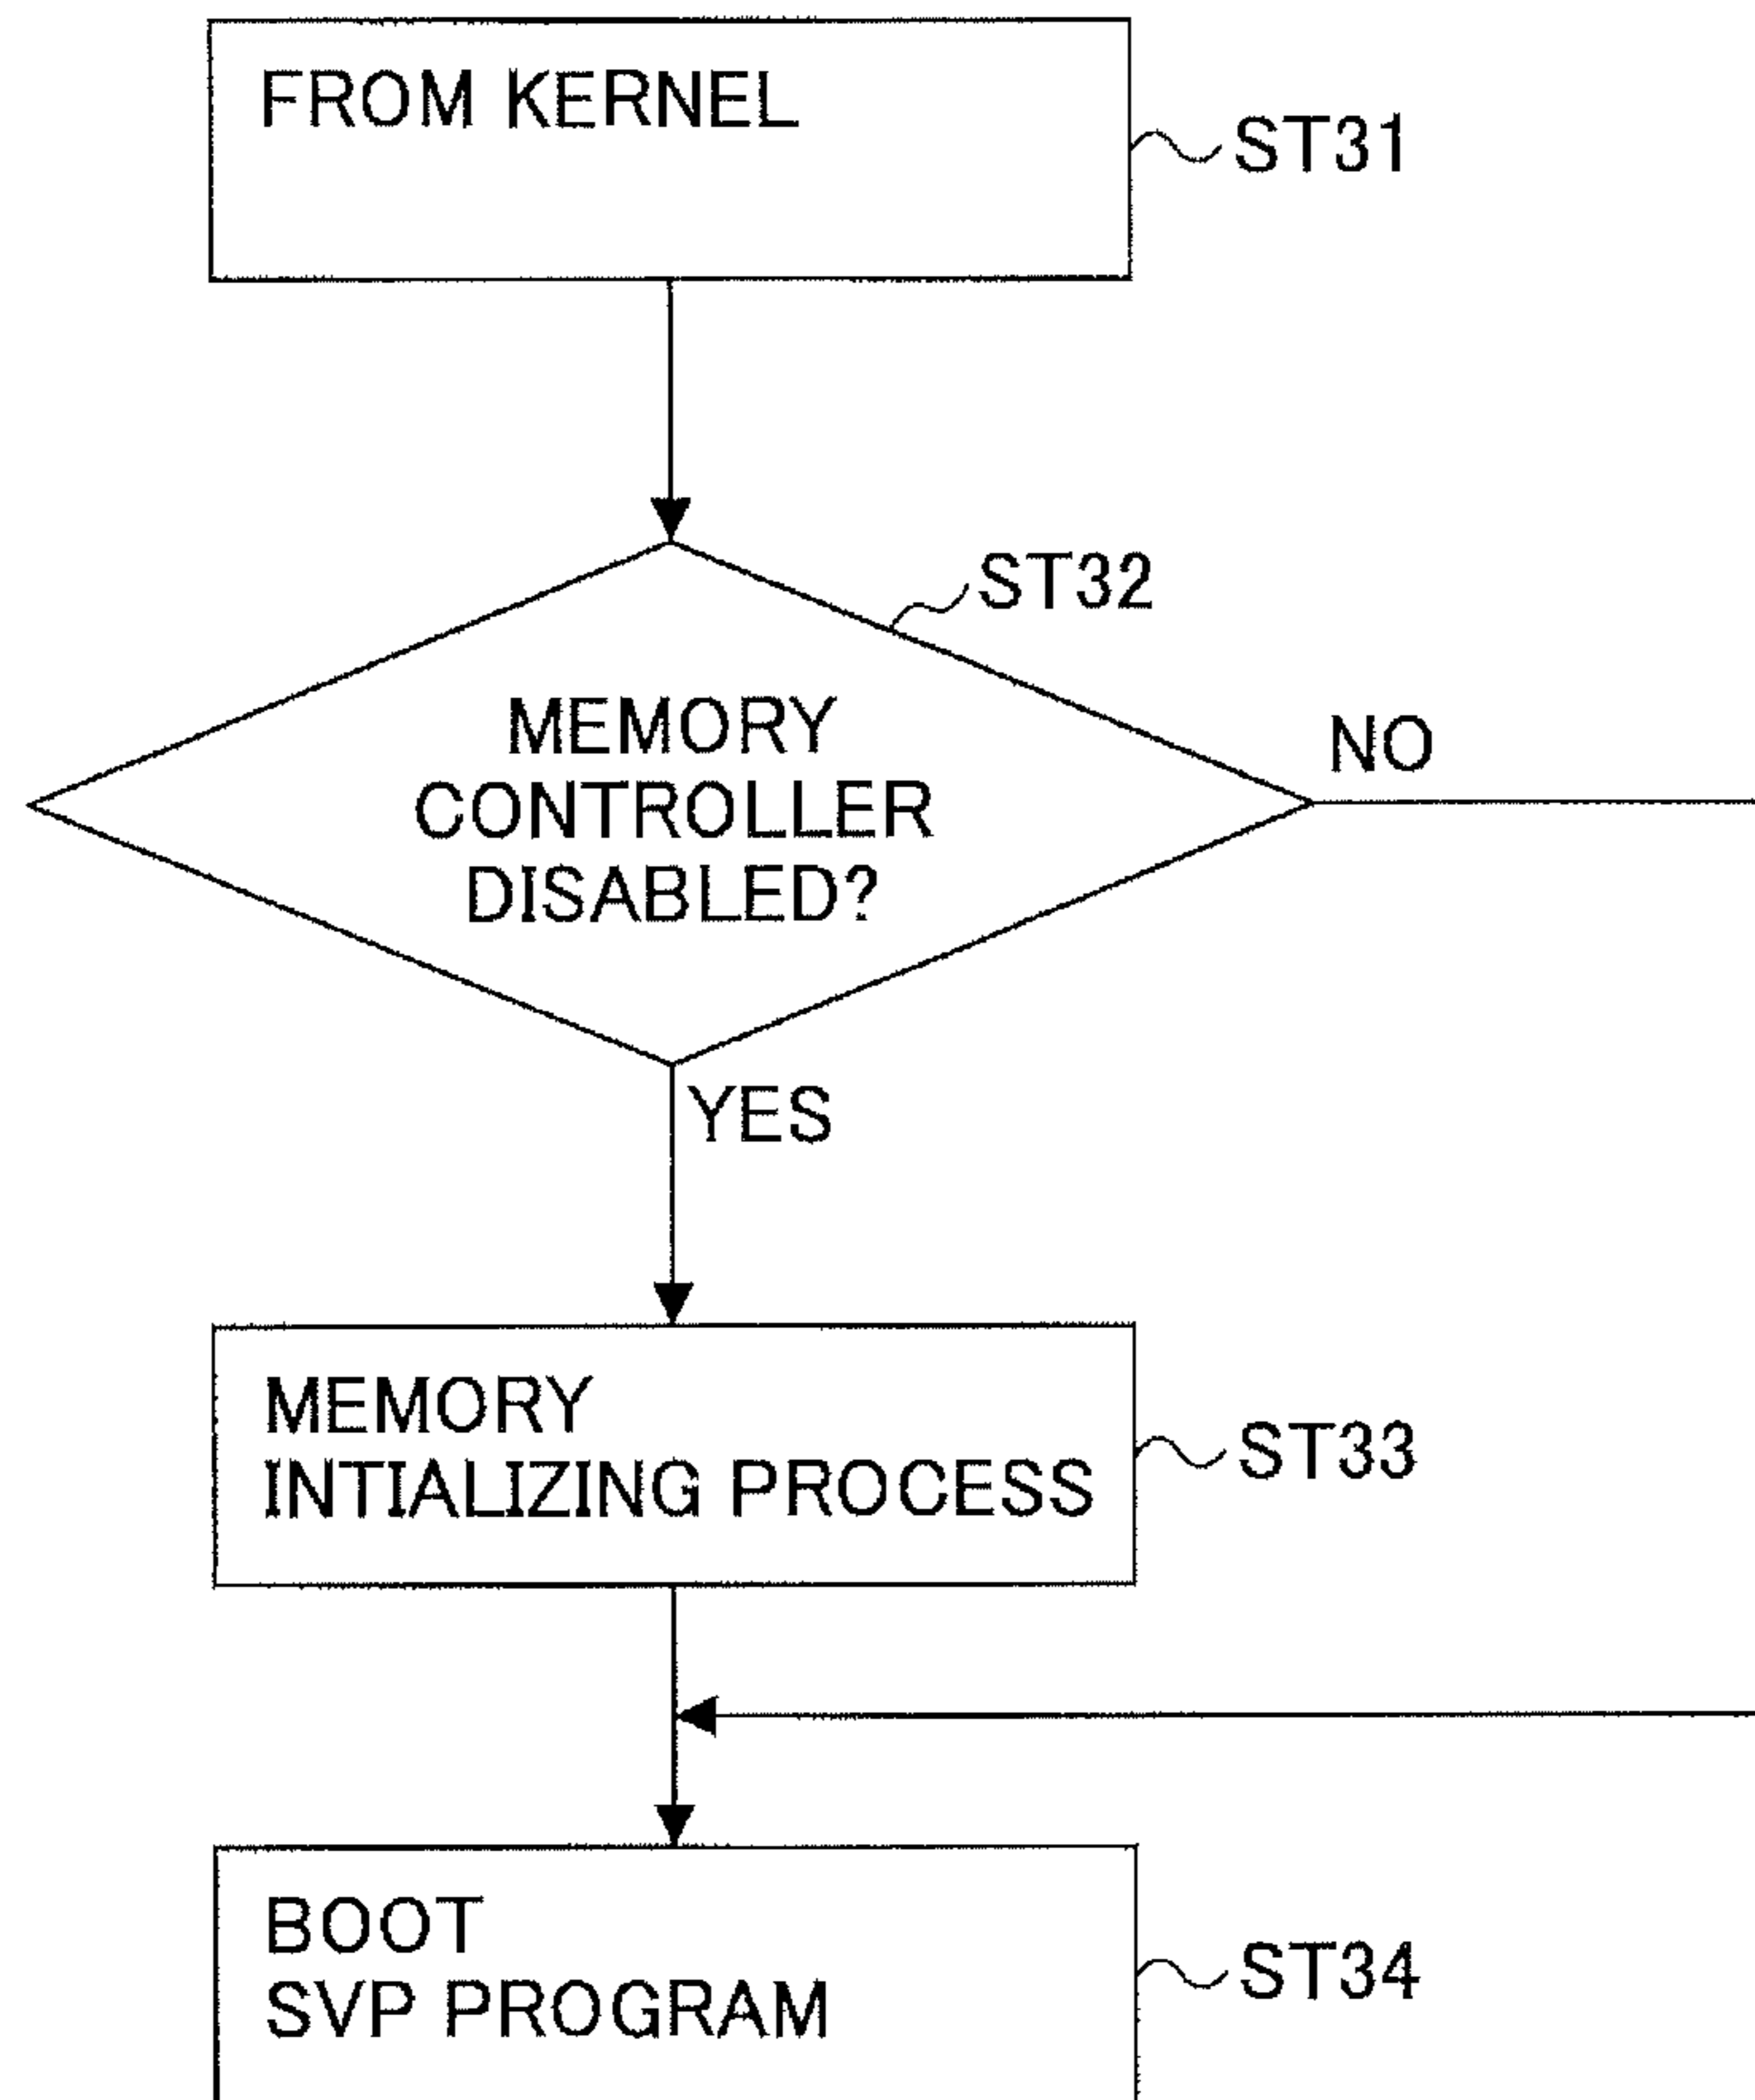 FROM KERNEL
ST31
ST32
MEMORY
CONTROLLER
DISABLED?
NO
YES
MEMORY
INTIALIZING PROCESS
ST33
BOOT
SVP PROGRAM
ST34